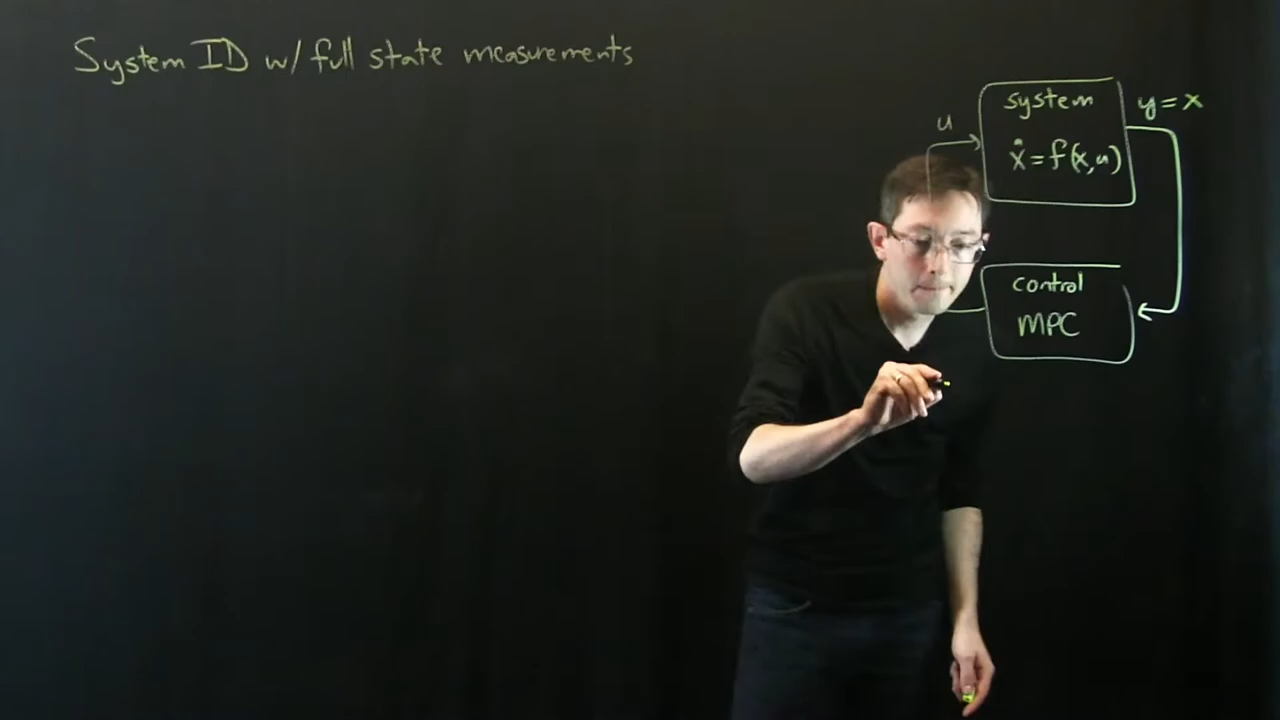 System ID w/ full state measurements
system
y = x
u
ẋ = f(x,u)
control
MPC